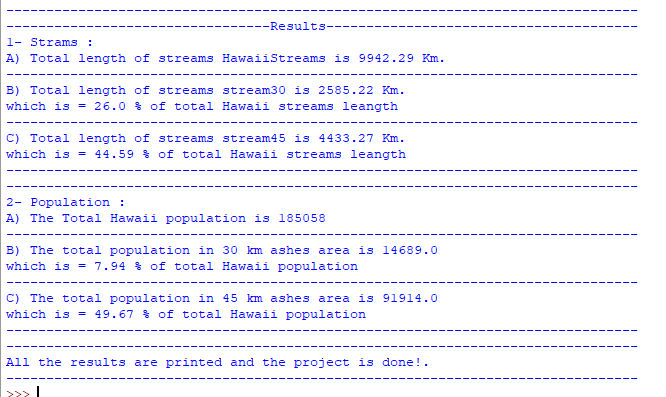 --------------------------------------------------------------------------------
---------------------------------Results---------------------------------------
1- Strams :
A) Total length of streams HawaiiStreams is 9942.29 Km.
--------------------------------------------------------------------------------
B) Total length of streams stream30 is 2585.22 Km.
which is = 26.0 % of total Hawaii streams leangth
--------------------------------------------------------------------------------
C) Total length of streams stream45 is 4433.27 Km.
which is = 44.59 % of total Hawaii streams leangth
--------------------------------------------------------------------------------
--------------------------------------------------------------------------------
2- Population :
A) The Total Hawaii population is 185058
--------------------------------------------------------------------------------
B) The total population in 30 km ashes area is 14689.0
which is = 7.94 % of total Hawaii population
--------------------------------------------------------------------------------
C) The total population in 45 km ashes area is 91914.0
which is = 49.67 % of total Hawaii population
--------------------------------------------------------------------------------
--------------------------------------------------------------------------------
All the results are printed and the project is done!.
--------------------------------------------------------------------------------
>>>